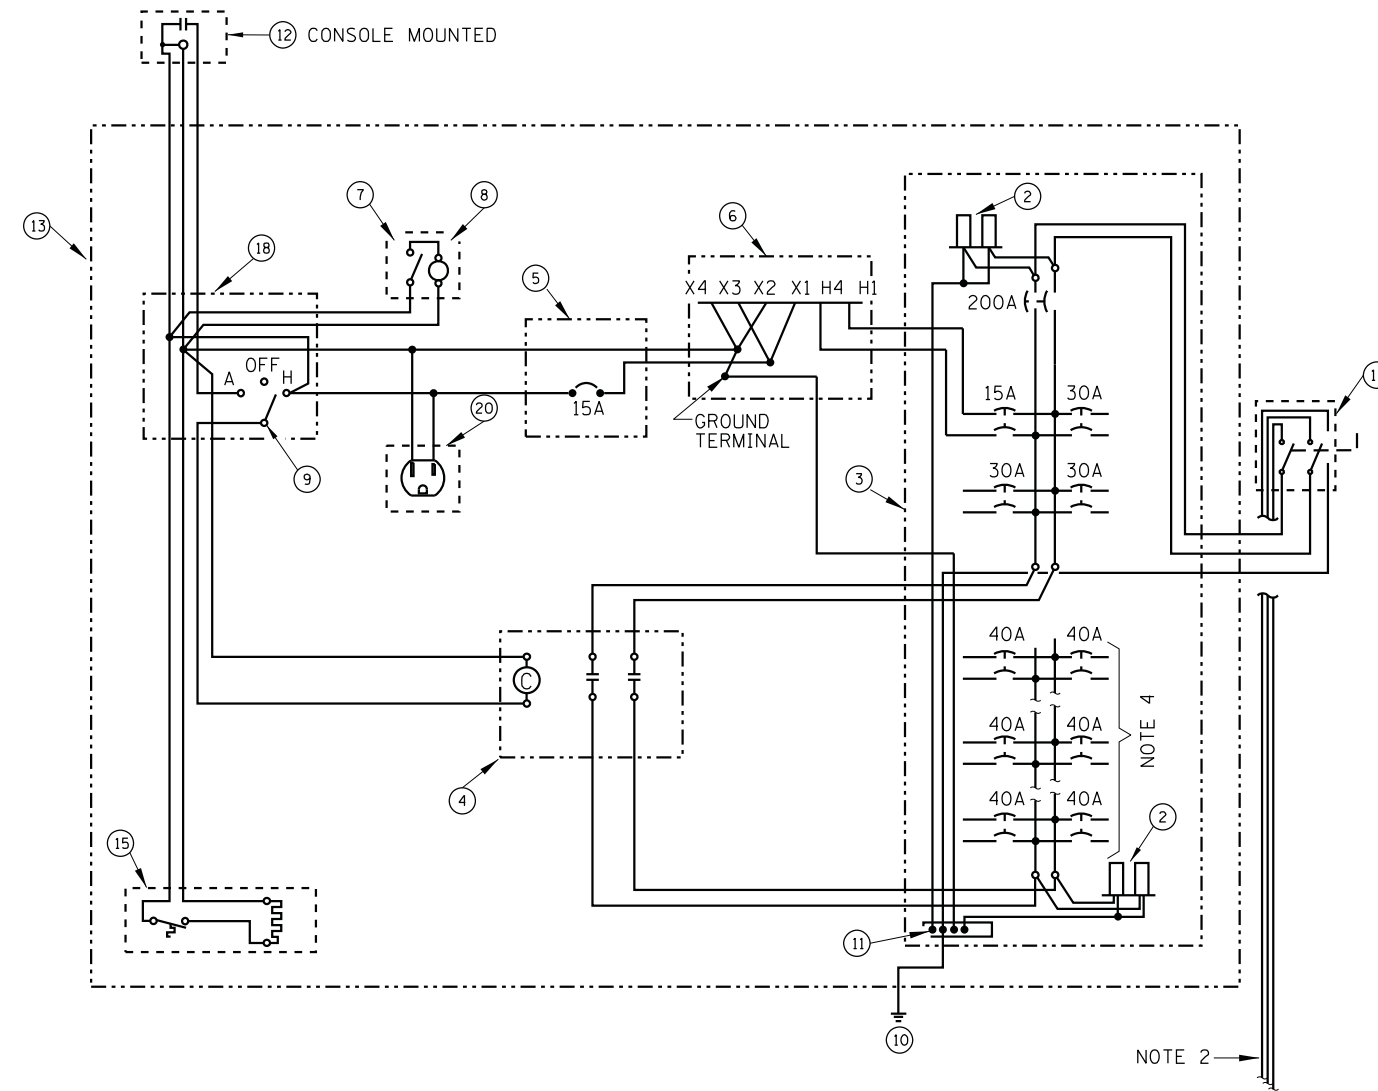 12 CONSOLE MOUNTED
7
8
2
13
18
6
5
X4 X3 X2 X1 H4 H1
200A
OFF
A
H
15A 30A
1
20
15A
GROUND
TERMINAL
9
3
30A 30A
40A 40A
C
NOTE 4
40A 40A
4
40A 40A
2
15
11
10
NOTE 2